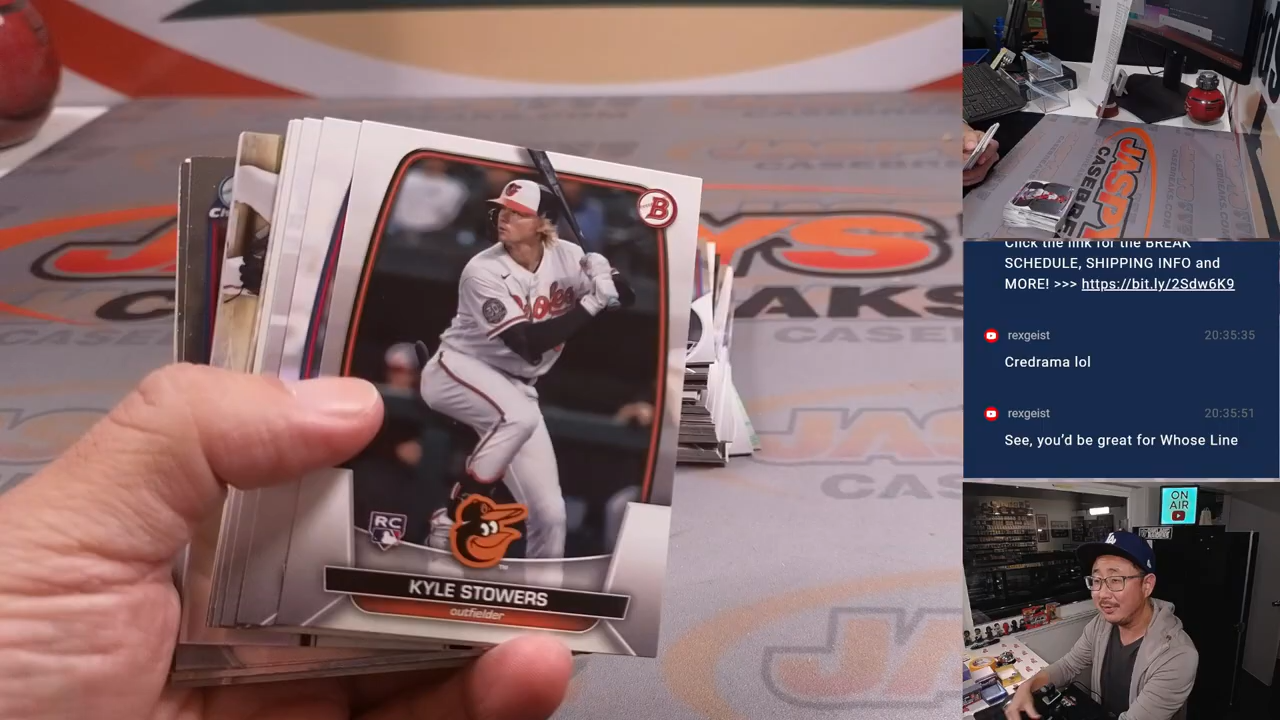 B
Orioles
RC
KYLE STOWERS
outfielder
JASPY
CASEBREAKS
Click the link for the BREAK
SCHEDULE, SHIPPING INFO and
MORE! >>> https://bit.ly/2Sdw6K9
rexgeist 20:35:35
Credrama lol
rexgeist 20:35:51
See, you'd be great for Whose Line
ON
AIR
LA